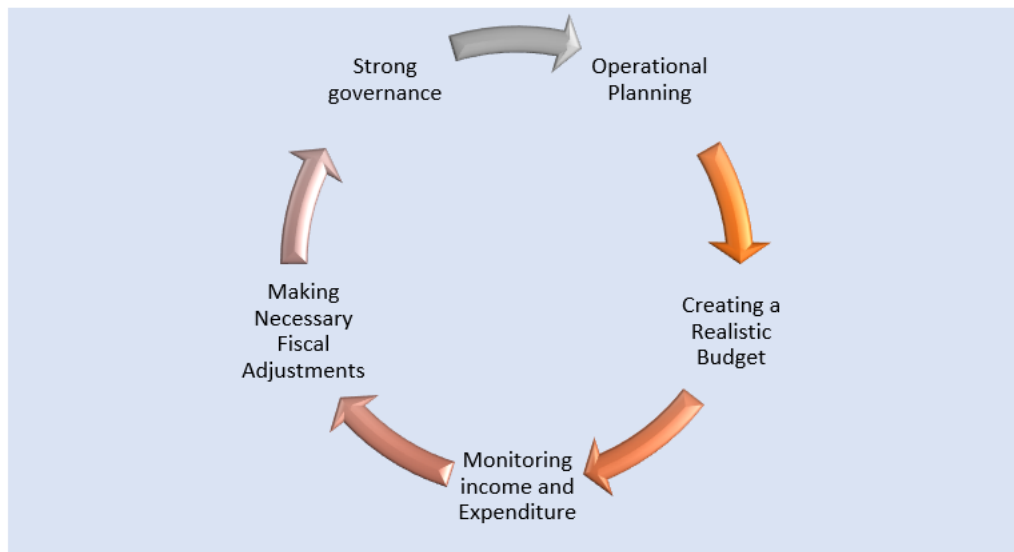 Strong
governance
Operational
Planning
Creating a
Realistic
Budget
Monitoring
income and
Expenditure
Making
Necessary
Fiscal
Adjustments